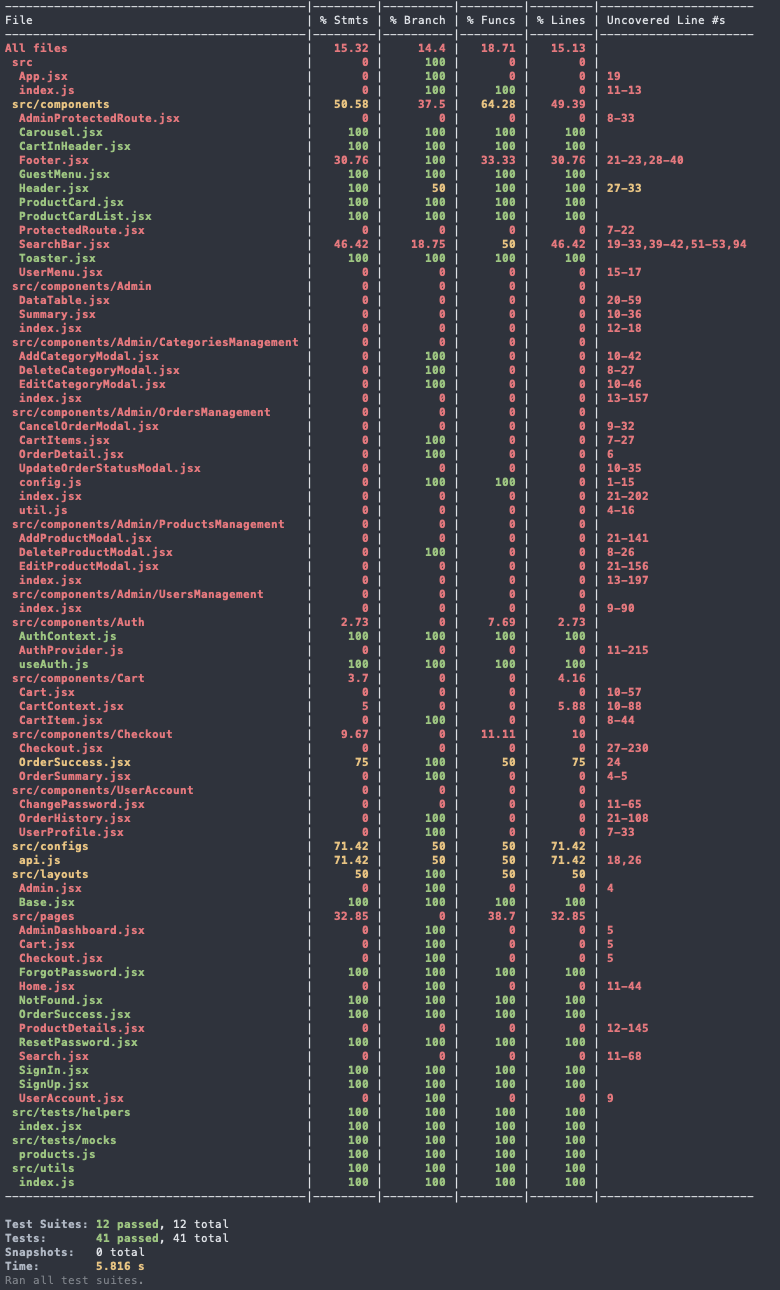 File | % Stmts | % Branch | % Funcs | % Lines | Uncovered Line #s
All files | 15.32 | 14.4 | 18.71 | 15.13 |
src | 0 | 100 | 0 | 0 |
App.jsx | 0 | 100 | 0 | 0 | 19
index.js | 0 | 100 | 100 | 0 | 11-13
src/components | 50.58 | 37.5 | 64.28 | 49.39 |
AdminProtectedRoute.jsx | 0 | 0 | 0 | 0 | 8-33
Carousel.jsx | 100 | 100 | 100 | 100 |
CartInHeader.jsx | 100 | 100 | 100 | 100 |
Footer.jsx | 30.76 | 100 | 33.33 | 30.76 | 21-23,28-40
GuestMenu.jsx | 100 | 100 | 100 | 100 |
Header.jsx | 100 | 50 | 100 | 100 | 27-33
ProductCard.jsx | 100 | 100 | 100 | 100 |
ProductCardList.jsx | 100 | 100 | 100 | 100 |
ProtectedRoute.jsx | 0 | 0 | 0 | 0 | 7-22
SearchBar.jsx | 46.42 | 18.75 | 50 | 46.42 | 19-33,39-42,51-53,94
Toaster.jsx | 100 | 100 | 100 | 100 |
UserMenu.jsx | 0 | 0 | 0 | 0 | 15-17
src/components/Admin | 0 | 0 | 0 | 0 |
DataTable.jsx | 0 | 0 | 0 | 0 | 20-59
Summary.jsx | 0 | 0 | 0 | 0 | 10-36
index.jsx | 0 | 0 | 0 | 0 | 12-18
src/components/Admin/CategoriesManagement | 0 | 0 | 0 | 0 |
AddCategoryModal.jsx | 0 | 100 | 0 | 0 | 10-42
DeleteCategoryModal.jsx | 0 | 100 | 0 | 0 | 8-27
EditCategoryModal.jsx | 0 | 100 | 0 | 0 | 10-46
index.jsx | 0 | 0 | 0 | 0 | 13-157
src/components/Admin/OrdersManagement | 0 | 0 | 0 | 0 |
CancelOrderModal.jsx | 0 | 0 | 0 | 0 | 9-32
CartItems.jsx | 0 | 100 | 0 | 0 | 7-27
OrderDetail.jsx | 0 | 100 | 0 | 0 | 6
UpdateOrderStatusModal.jsx | 0 | 0 | 0 | 0 | 10-35
config.js | 0 | 100 | 100 | 0 | 1-15
index.jsx | 0 | 0 | 0 | 0 | 21-202
util.js | 0 | 0 | 0 | 0 | 4-16
src/components/Admin/ProductsManagement | 0 | 0 | 0 | 0 |
AddProductModal.jsx | 0 | 0 | 0 | 0 | 21-141
DeleteProductModal.jsx | 0 | 100 | 0 | 0 | 8-26
EditProductModal.jsx | 0 | 0 | 0 | 0 | 21-156
index.jsx | 0 | 0 | 0 | 0 | 13-197
src/components/Admin/UsersManagement | 0 | 0 | 0 | 0 |
index.jsx | 0 | 0 | 0 | 0 | 9-90
src/components/Auth | 2.73 | 0 | 7.69 | 2.73 |
AuthContext.js | 100 | 100 | 100 | 100 |
AuthProvider.js | 0 | 0 | 0 | 0 | 11-215
useAuth.js | 100 | 100 | 100 | 100 |
src/components/Cart | 3.7 | 0 | 0 | 4.16 |
Cart.jsx | 0 | 0 | 0 | 0 | 10-57
CartContext.jsx | 5 | 0 | 0 | 5.88 | 10-88
CartItem.jsx | 0 | 100 | 0 | 0 | 8-44
src/components/Checkout | 9.67 | 0 | 11.11 | 10 |
Checkout.jsx | 0 | 0 | 0 | 0 | 27-230
OrderSuccess.jsx | 75 | 100 | 50 | 75 | 24
OrderSummary.jsx | 0 | 100 | 0 | 0 | 4-5
src/components/UserAccount | 0 | 0 | 0 | 0 |
ChangePassword.jsx | 0 | 0 | 0 | 0 | 11-65
OrderHistory.jsx | 0 | 100 | 0 | 0 | 21-108
UserProfile.jsx | 0 | 100 | 0 | 0 | 7-33
src/configs | 71.42 | 50 | 50 | 71.42 |
api.js | 71.42 | 50 | 50 | 71.42 | 18,26
src/layouts | 50 | 100 | 50 | 50 |
Admin.jsx | 0 | 100 | 0 | 0 | 4
Base.jsx | 100 | 100 | 100 | 100 |
src/pages | 32.85 | 0 | 38.7 | 32.85 |
AdminDashboard.jsx | 0 | 100 | 0 | 0 | 5
Cart.jsx | 0 | 100 | 0 | 0 | 5
Checkout.jsx | 0 | 100 | 0 | 0 | 5
ForgotPassword.jsx | 100 | 100 | 100 | 100 |
Home.jsx | 0 | 100 | 0 | 0 | 11-44
NotFound.jsx | 100 | 100 | 100 | 100 |
OrderSuccess.jsx | 100 | 100 | 100 | 100 |
ProductDetails.jsx | 0 | 0 | 0 | 0 | 12-145
ResetPassword.jsx | 100 | 100 | 100 | 100 |
Search.jsx | 0 | 0 | 0 | 0 | 11-68
SignIn.jsx | 100 | 100 | 100 | 100 |
SignUp.jsx | 100 | 100 | 100 | 100 |
UserAccount.jsx | 0 | 100 | 0 | 0 | 9
src/tests/helpers | 100 | 100 | 100 | 100 |
index.jsx | 100 | 100 | 100 | 100 |
src/tests/mocks | 100 | 100 | 100 | 100 |
products.js | 100 | 100 | 100 | 100 |
src/utils | 100 | 100 | 100 | 100 |
index.js | 100 | 100 | 100 | 100 |
Test Suites: 12 passed, 12 total
Tests: 41 passed, 41 total
Snapshots: 0 total
Time: 5.816 s
Ran all test suites.